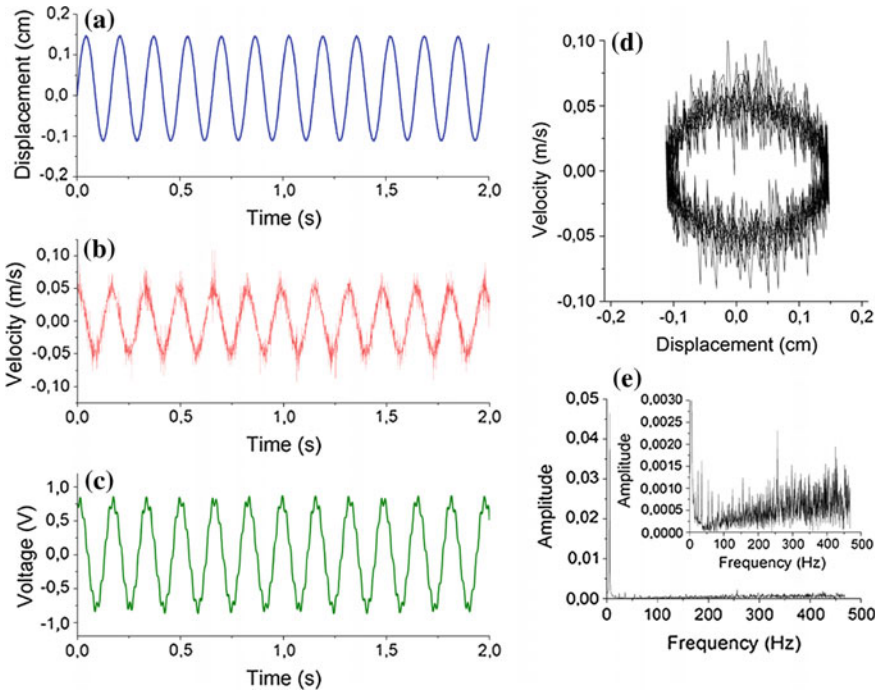 (a)
Displacement (cm)
0,2
0,1
0,0
-0,1
-0,2
0,0 0,5 1,0 1,5 2,0
Time (s)
(b)
Velocity (m/s)
0,10
0,05
0,00
-0,05
-0,10
0,0 0,5 1,0 1,5 2,0
Time (s)
(c)
Voltage (V)
1,0
0,5
0,0
-0,5
-1,0
0,0 0,5 1,0 1,5 2,0
Time (s)
(d)
Velocity (m/s)
0,10
0,05
0,00
-0,05
-0,10
-0,2 -0,1 0,0 0,1 0,2
Displacement (cm)
(e)
Amplitude
0,05
0,04
0,03
0,02
0,01
0,00
0 100 200 300 400 500
Frequency (Hz)
Amplitude
0,0030
0,0025
0,0020
0,0015
0,0010
0,0005
0,0000
0 100 200 300 400 500
Frequency (Hz)